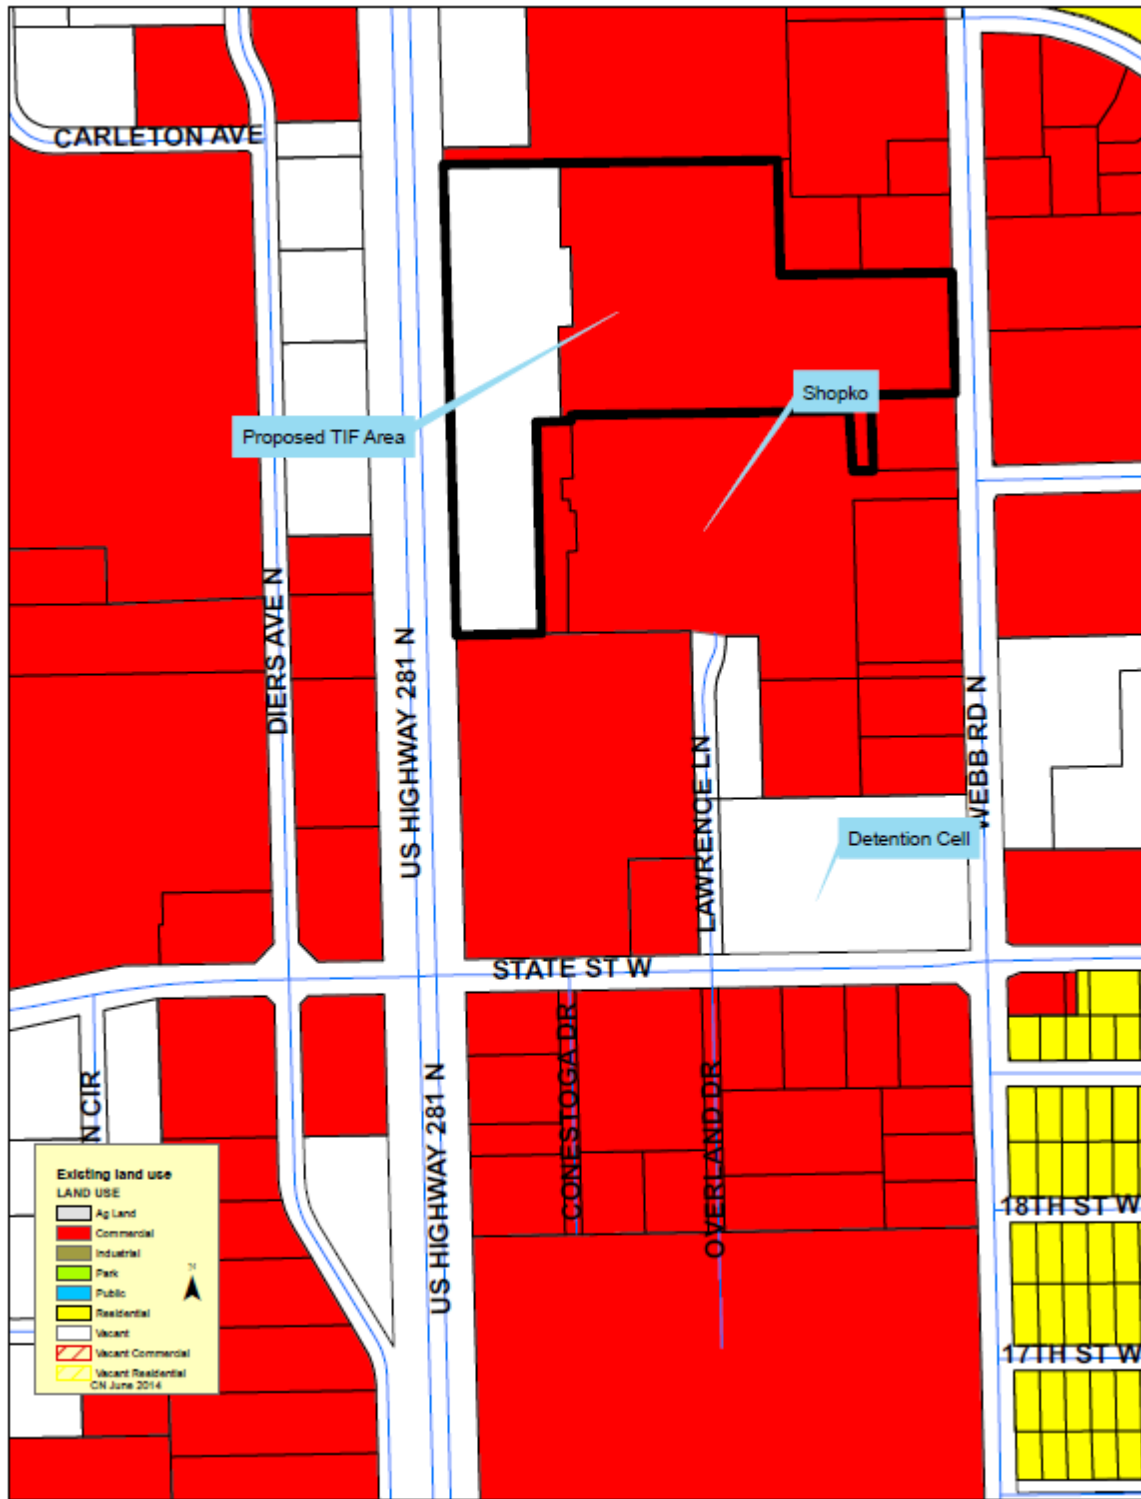 CARLETON AVE
Shopko
Proposed TIF Area
DIERS AVE N
US HIGHWAY 281 N
WEBB RD N
LAWRENCE LN
Detention Cell
STATE ST W
CONESTOGA DR
OVERLAND DR
US HIGHWAY 281 N
N CIR
18TH ST W
17TH ST W
Existing land use
LAND USE
Ag Land
Commercial
Industrial
Park
Public
Residential
Vacant
Vacant Commercial
Vacant Residential
CN June 2014
N